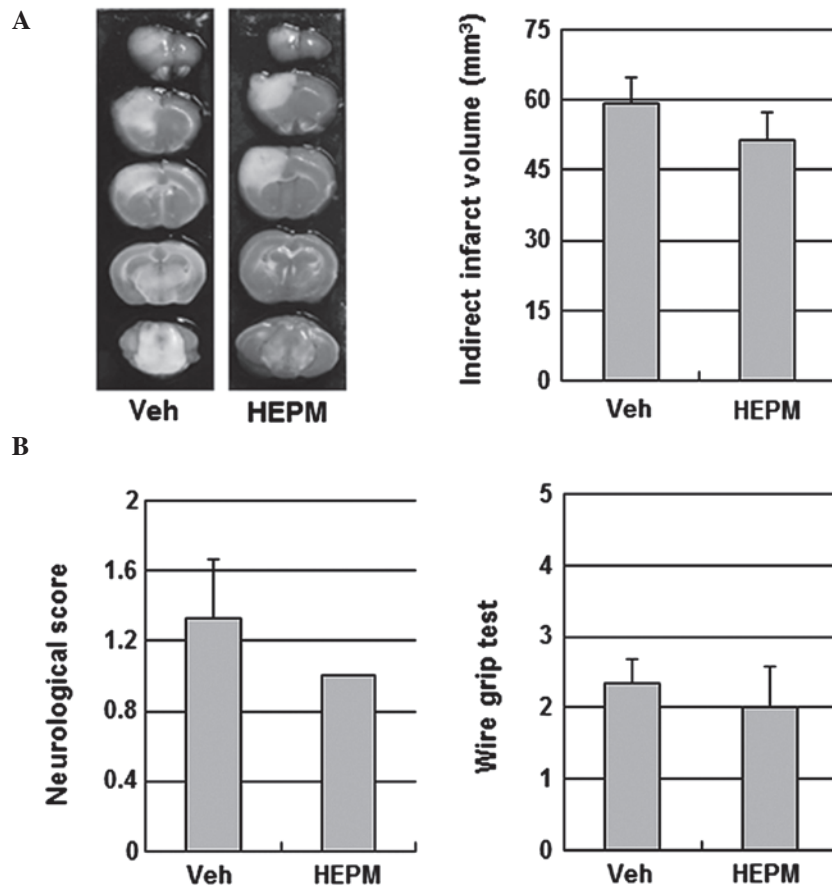 A
Veh HEPM
Indirect infarct volume (mm³)
75
60
45
30
15
0
Veh HEPM
B
Neurological score
2
1.6
1.2
0.8
0.4
0
Veh HEPM
Wire grip test
5
4
3
2
1
0
Veh HEPM